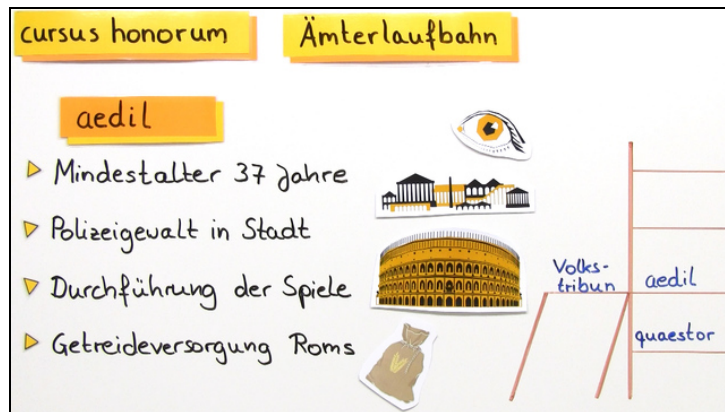 cursus honorum
Ämterlaufbahn
aedil
Mindestalter 37 Jahre
Polizeigewalt in Stadt
Durchführung der Spiele
Getreideversorgung Roms
Volks-
tribun
aedil
quaestor